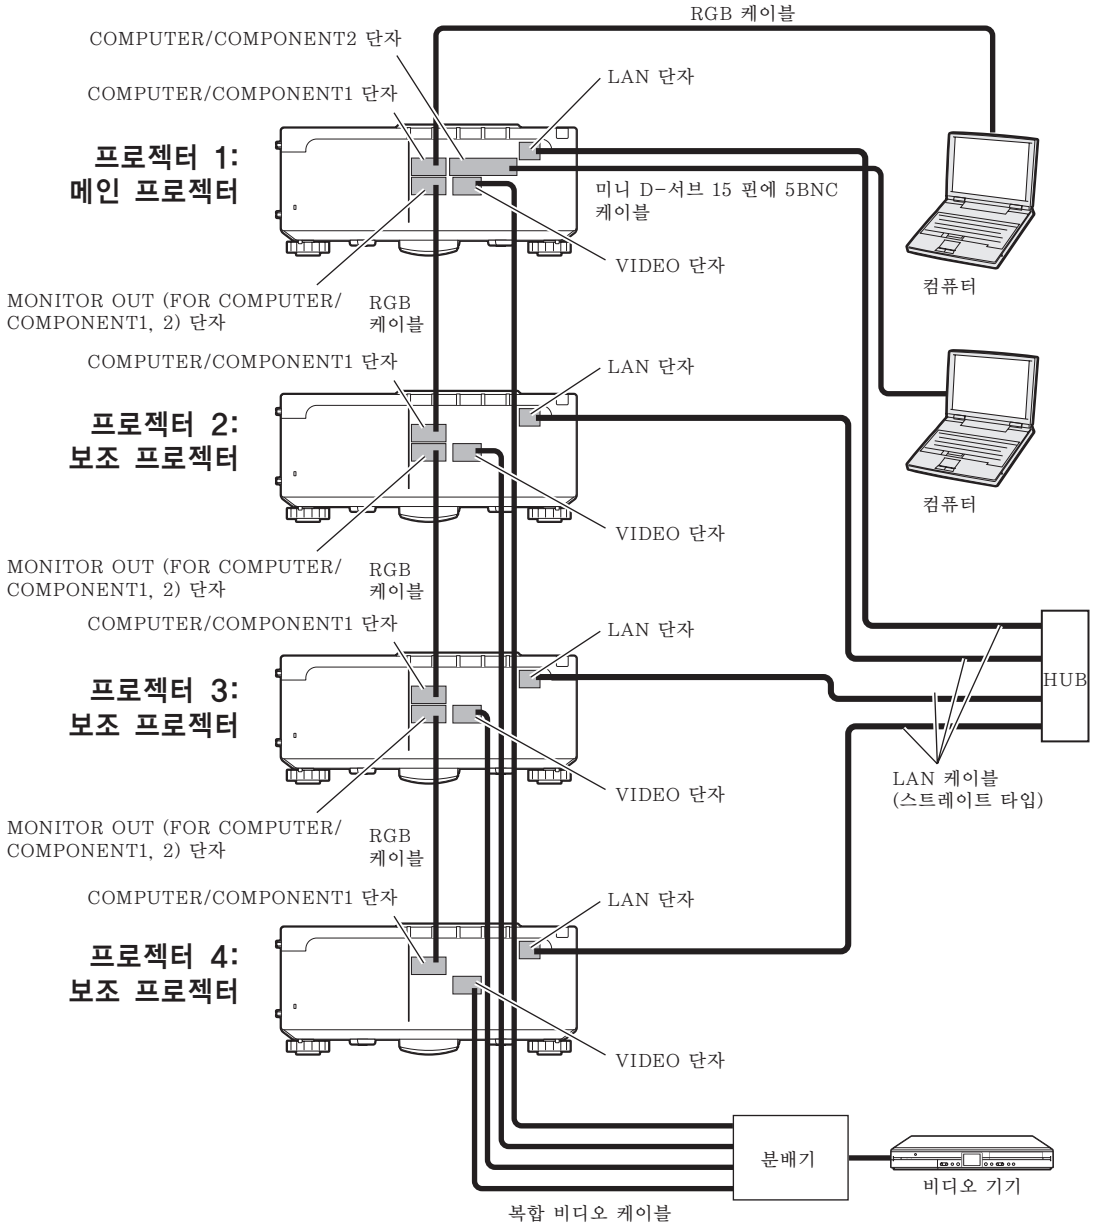 RGB 케이블
COMPUTER/COMPONENT2 단자
LAN 단자
COMPUTER/COMPONENT1 단자
프로젝터 1:
메인 프로젝터
미니 D-서브 15 핀에 5BNC
케이블
VIDEO 단자
컴퓨터
MONITOR OUT (FOR COMPUTER/
COMPONENT1, 2) 단자
RGB
케이블
COMPUTER/COMPONENT1 단자
LAN 단자
프로젝터 2:
보조 프로젝터
컴퓨터
VIDEO 단자
MONITOR OUT (FOR COMPUTER/
COMPONENT1, 2) 단자
RGB
케이블
COMPUTER/COMPONENT1 단자
LAN 단자
HUB
프로젝터 3:
보조 프로젝터
LAN 케이블
(스트레이트 타입)
VIDEO 단자
MONITOR OUT (FOR COMPUTER/
COMPONENT1, 2) 단자
RGB
케이블
COMPUTER/COMPONENT1 단자
LAN 단자
프로젝터 4:
보조 프로젝터
VIDEO 단자
분배기
비디오 기기
복합 비디오 케이블